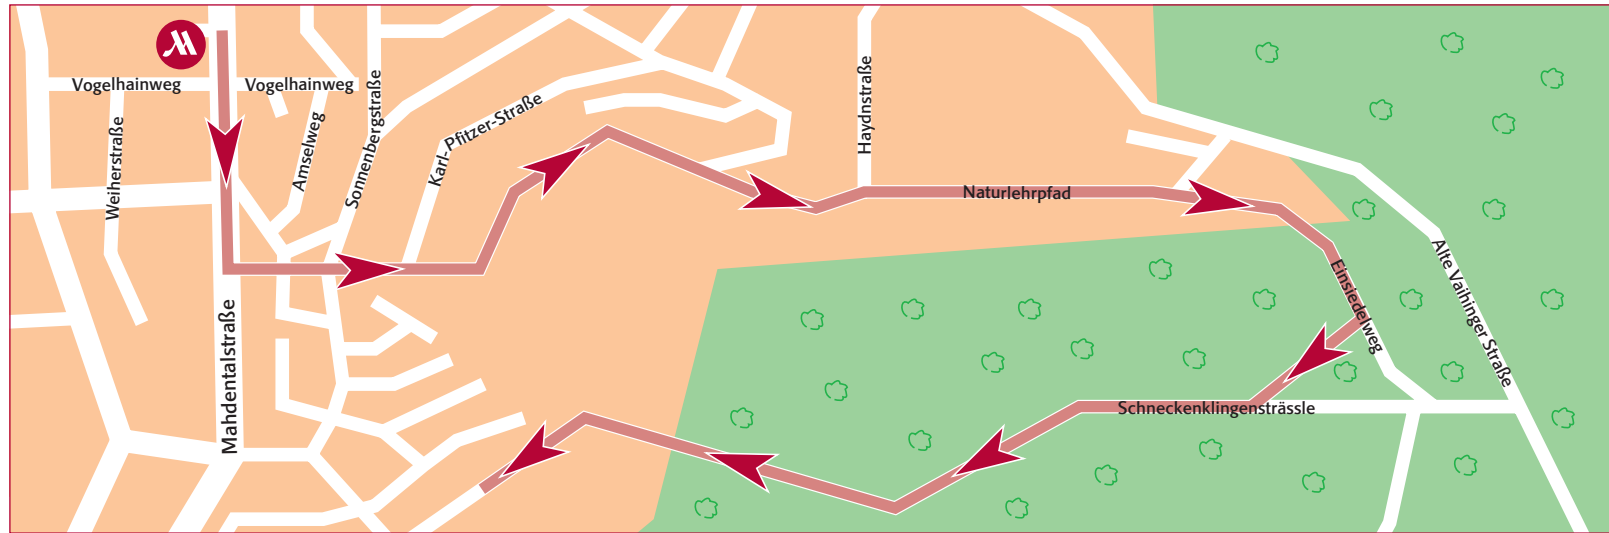 Vogelhainweg
Vogelhainweg
Weiherstraße
Amselweg
Sonnenbergstraße
Karl-Pfitzer-Straße
Haydnstraße
Naturlehrpfad
Einsiedelweg
Alte Vaihinger Straße
Mahdentalstraße
Schneckenklingensträssle